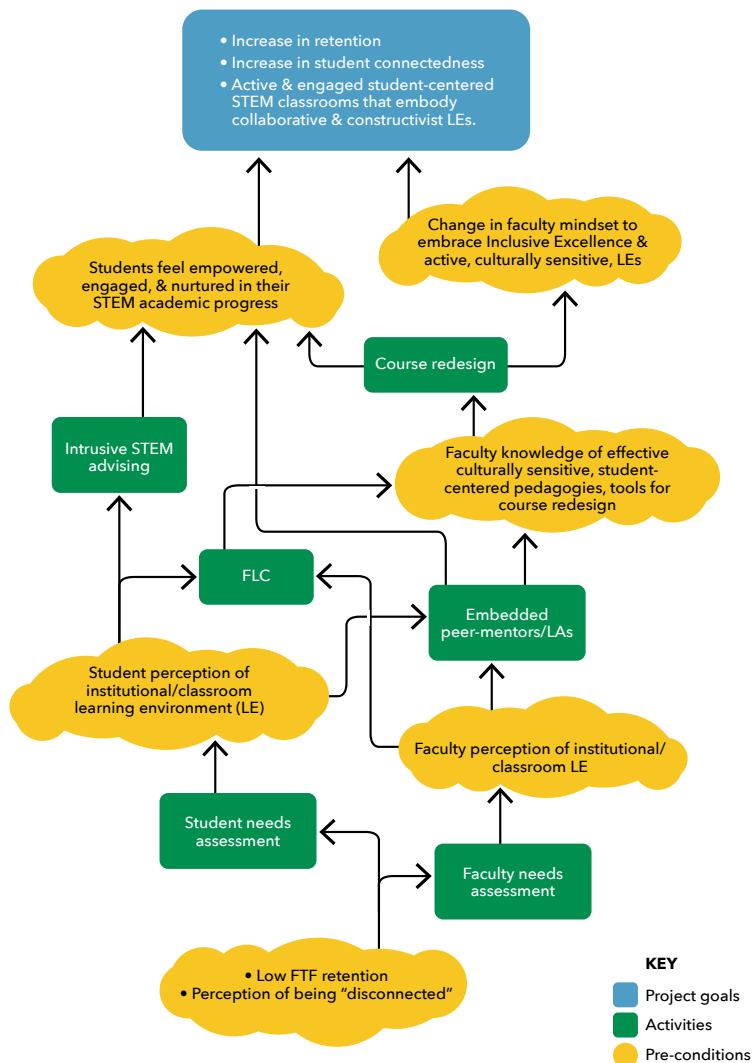 • Increase in retention
• Increase in student connectedness
• Active & engaged student-centered
STEM classrooms that embody
collaborative & constructivist LEs.
Change in faculty mindset to
embrace Inclusive Excellence &
active, culturally sensitive, LEs
Students feel empowered,
engaged, & nurtured in their
STEM academic progress
Course redesign
Intrusive STEM
advising
Faculty knowledge of effective
culturally sensitive, student-
centered pedagogies, tools for
course redesign
FLC
Embedded
peer-mentors/LAs
Student perception of
institutional/classroom
learning environment (LE)
Faculty perception of institutional/
classroom LE
Student needs
assessment
Faculty needs
assessment
• Low FTF retention
• Perception of being “disconnected”
KEY
Project goals
Activities
Pre-conditions